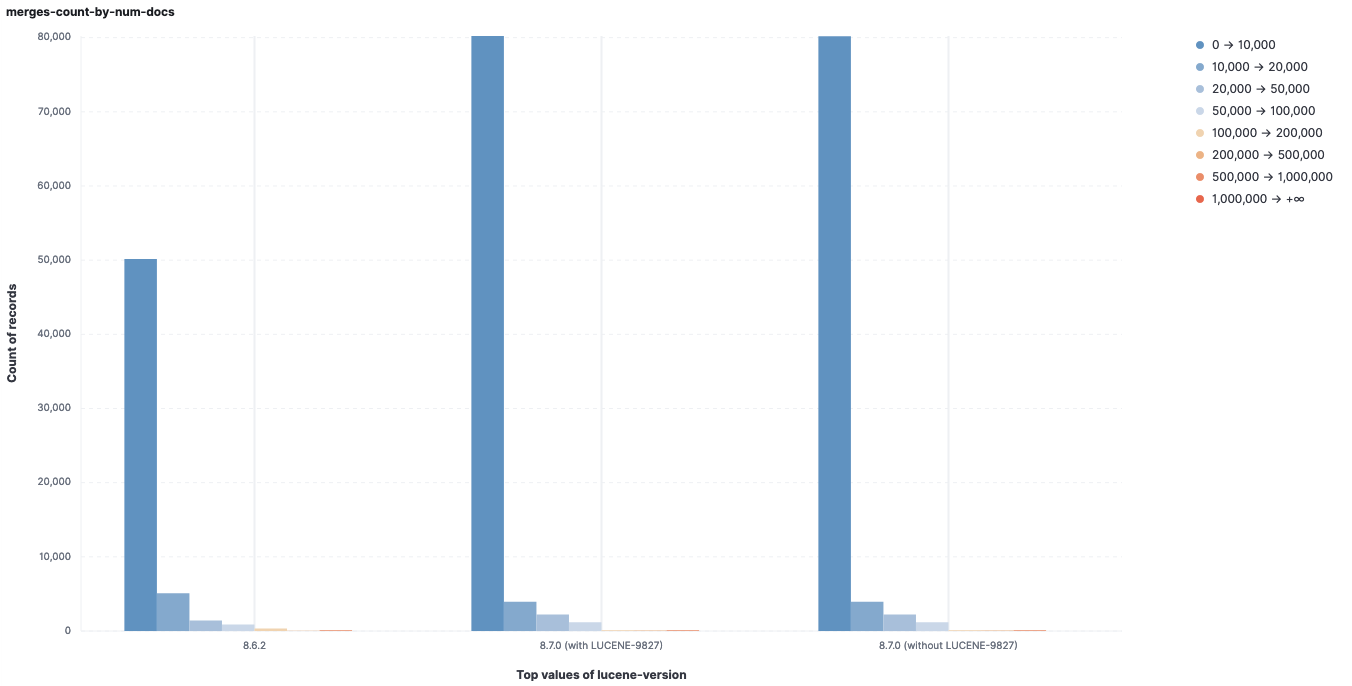 merges-count-by-num-docs
80,000
70,000
60,000
50,000
40,000
30,000
20,000
10,000
0
Count of records
8.6.2
8.7.0 (with LUCENE-9827)
8.7.0 (without LUCENE-9827)
Top values of lucene-version
0 → 10,000
10,000 → 20,000
20,000 → 50,000
50,000 → 100,000
100,000 → 200,000
200,000 → 500,000
500,000 → 1,000,000
1,000,000 → +∞